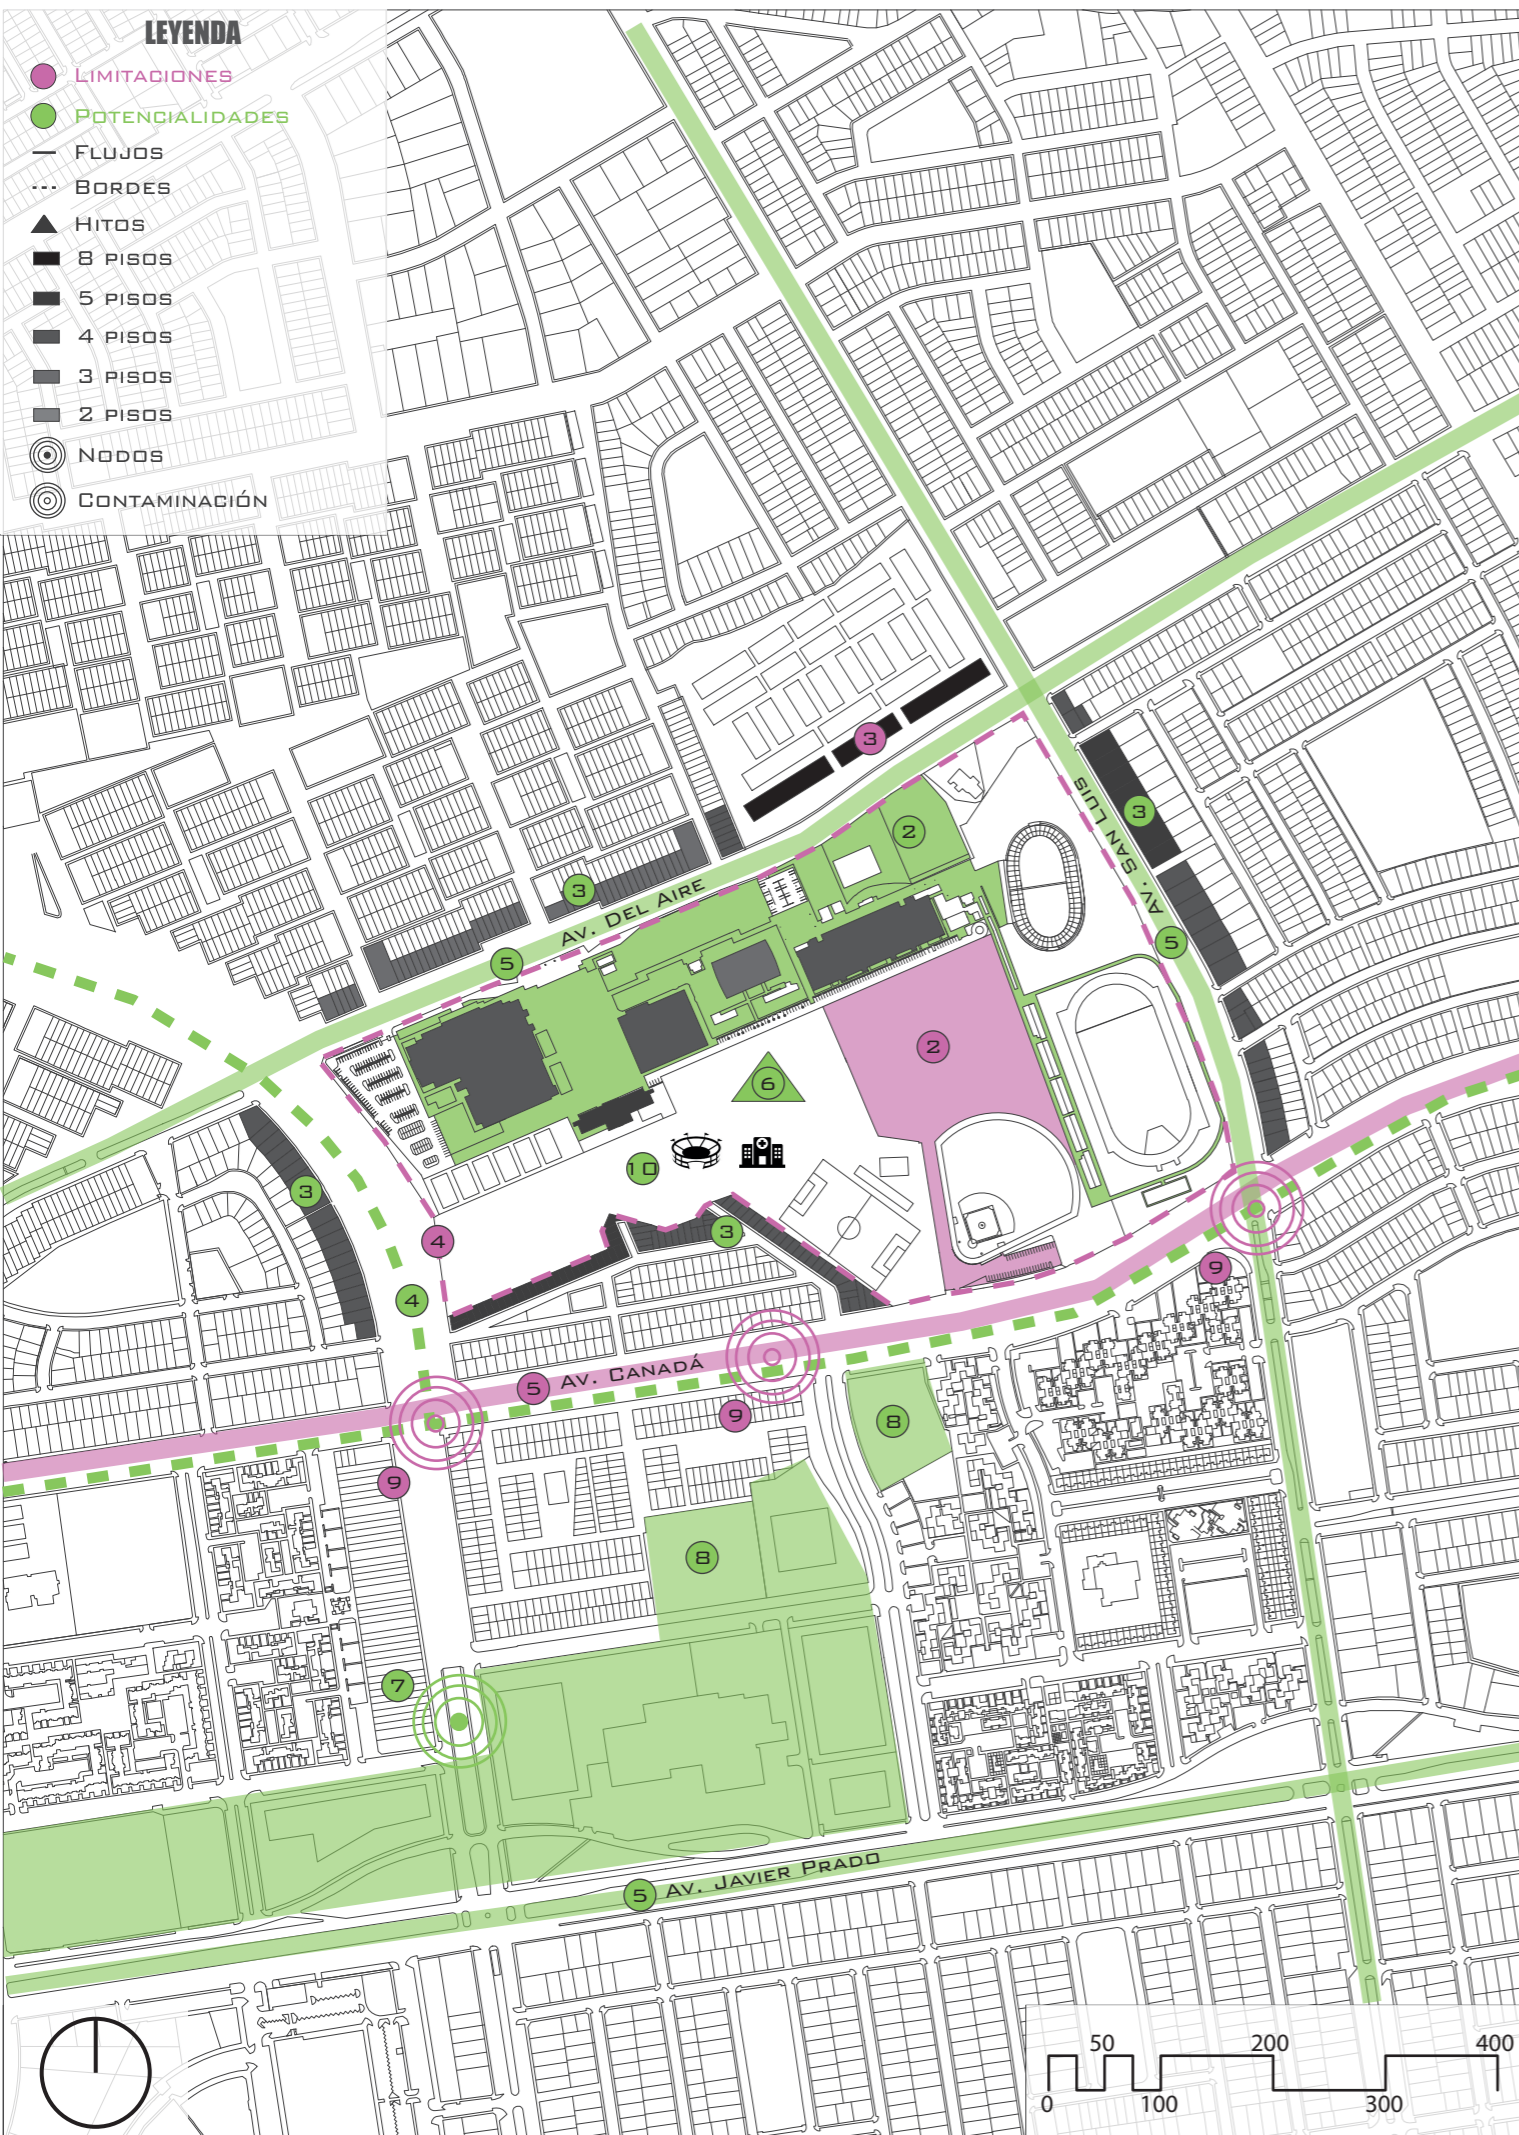 LEYENDA
LIMITACIONES
POTENCIALIDADES
FLUJOS
BORDES
HITOS
8 PISOS
5 PISOS
4 PISOS
3 PISOS
2 PISOS
NODOS
CONTAMINACIÓN
3
AV. SAN LUIS
3
2
3
AV. DEL AIRE
5
5
2
6
10
3
3
4
9
4
AV. CANADÁ
5
9
8
9
8
7
AV. JAVIER PRADO
5
50 200 400
0 100 300